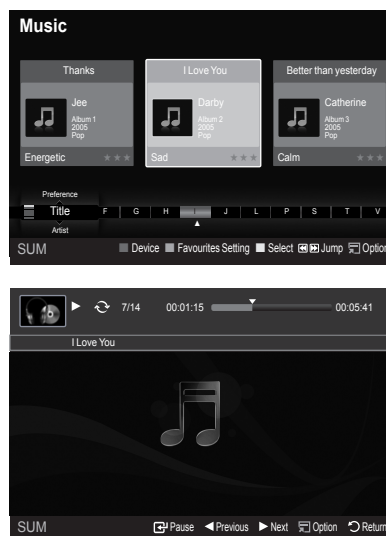 Music
Thanks
Jee
Album 1
2005
Pop
Energetic
I Love You
Darby
Album 2
2005
Pop
Sad
Better than yesterday
Catherine
Album 3
2005
Pop
Calm
Preference
Title F G H I J L P S T V
Artist
SUM Device Favourites Setting Select Jump Option
7/14 00:01:15 00:05:41
I Love You
SUM Pause Previous Next Option Return